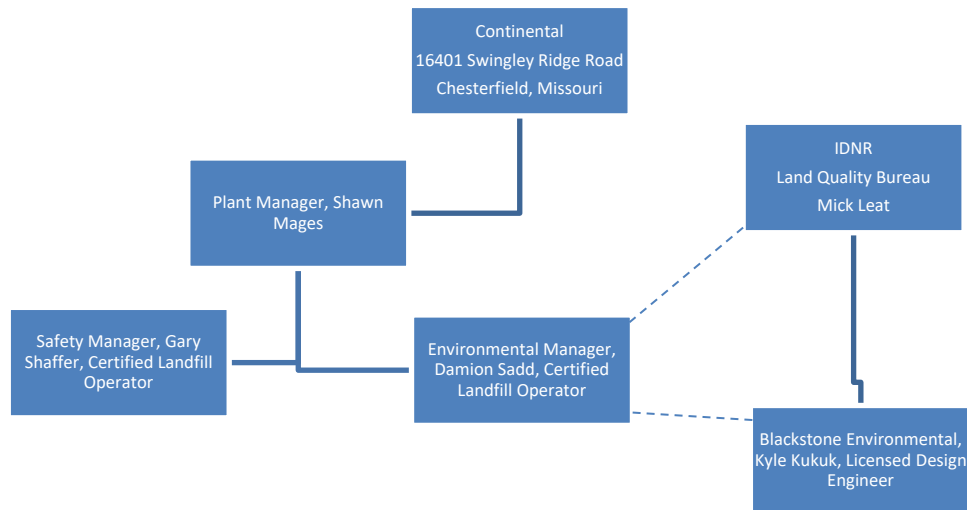 Continental
16401 Swingley Ridge Road
Chesterfield, Missouri
IDNR
Land Quality Bureau
Mick Leat
Plant Manager, Shawn
Mages
Safety Manager, Gary
Shaffer, Certified Landfill
Operator
Environmental Manager,
Damion Sadd, Certified
Landfill Operator
Blackstone Environmental,
Kyle Kukuk, Licensed Design
Engineer